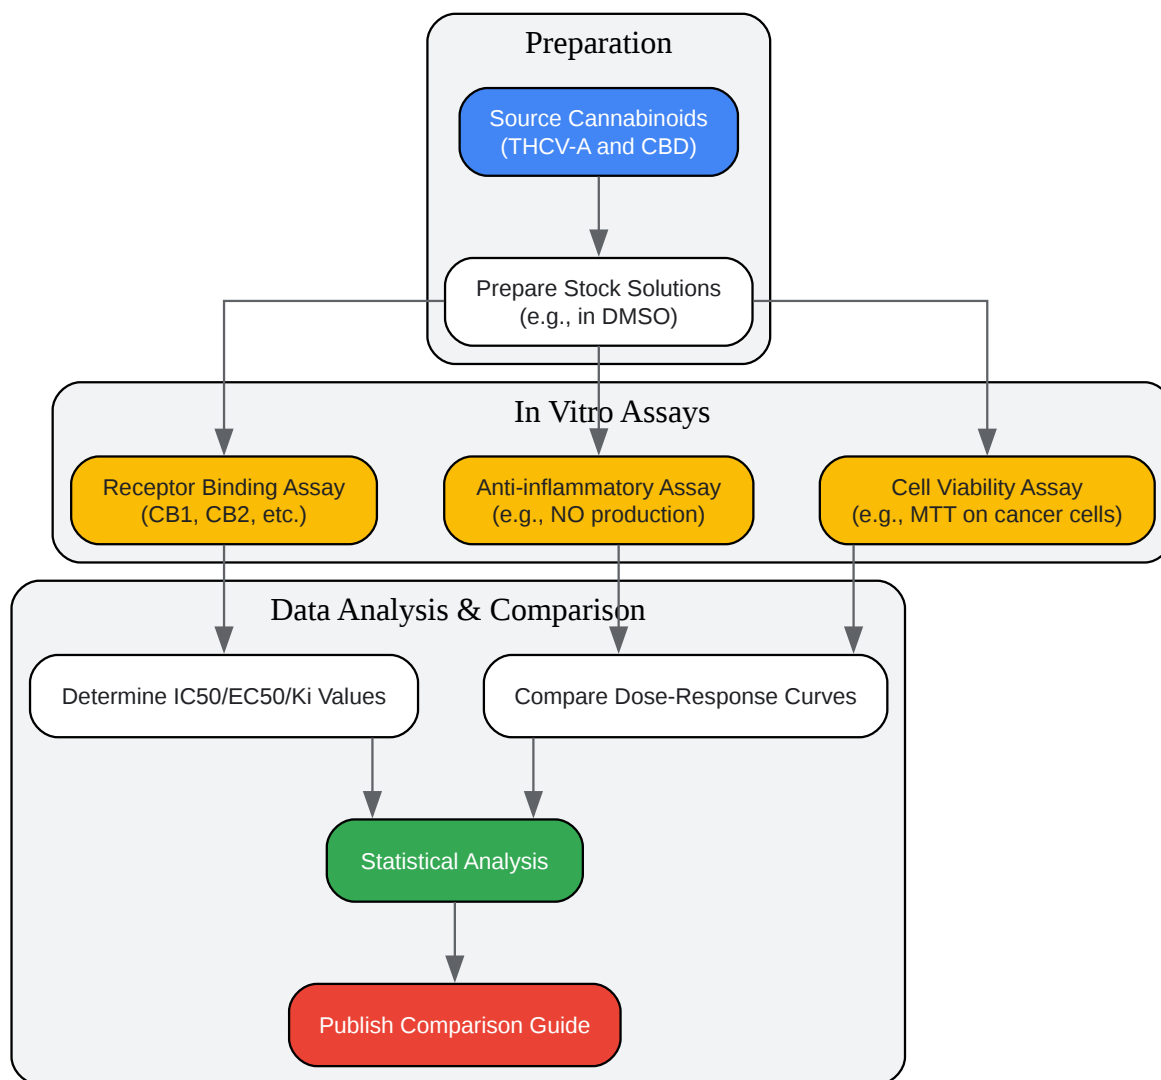 Preparation
Source Cannabinoids
(THCV-A and CBD)
Prepare Stock Solutions
(e.g., in DMSO)
In Vitro Assays
Receptor Binding Assay
(CB1, CB2, etc.)
Anti-inflammatory Assay
(e.g., NO production)
Cell Viability Assay
(e.g., MTT on cancer cells)
Data Analysis & Comparison
Determine IC50/EC50/Ki Values
Compare Dose-Response Curves
Statistical Analysis
Publish Comparison Guide